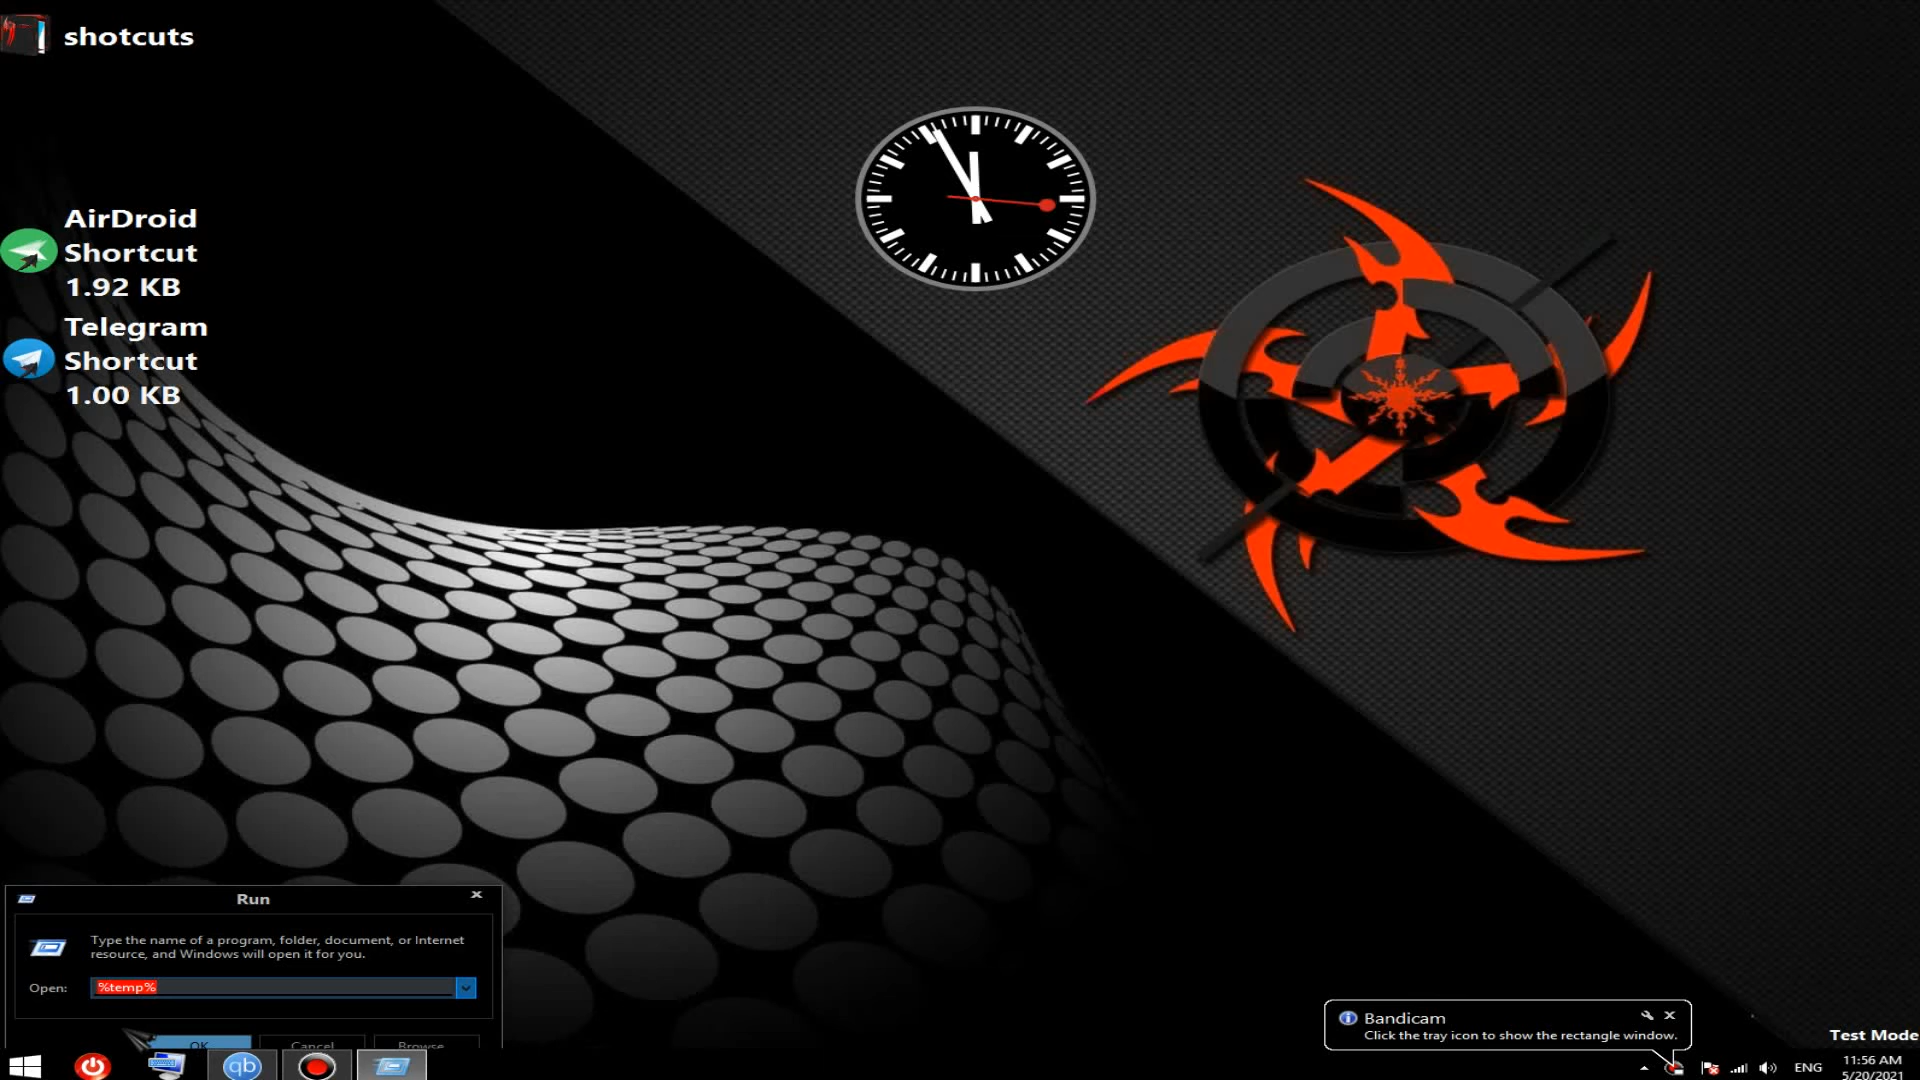 shotcuts
AirDroid
Shortcut
1.92 KB
Telegram
Shortcut
1.00 KB
Run
Type the name of a program, folder, document, or Internet
resource, and Windows will open it for you.
Open: %temp%
OK Cancel Browse
Bandicam
Click the tray icon to show the rectangle window.
Test Mode
qb
ENG
11:56 AM
5/20/2021